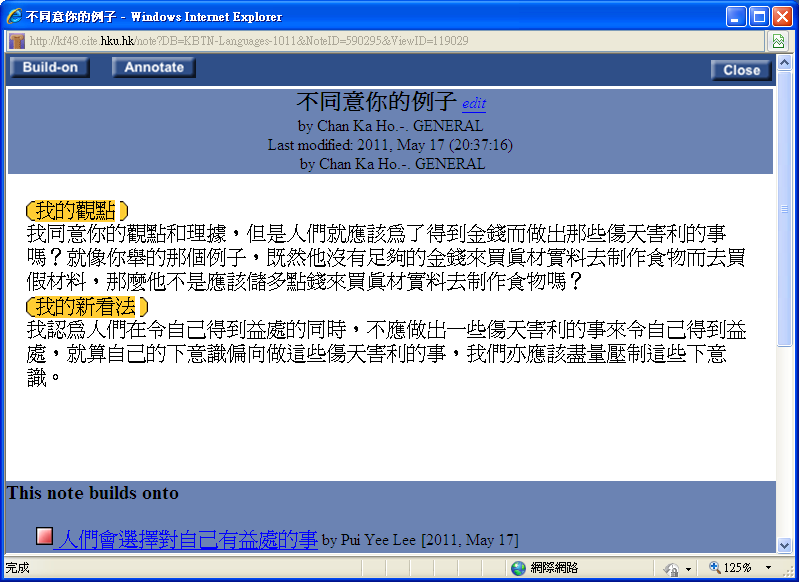 不同意你的例子 - Windows Internet Explorer
http://kf48.cite.hku.hk/note?DB=KBTN-Languages-1011&NoteID=590295&ViewID=119029
Build-on Annotate Close
不同意你的例子 edit
by Chan Ka Ho.-. GENERAL
Last modified: 2011, May 17 (20:37:16)
by Chan Ka Ho.-. GENERAL
(我的觀點 )
我同意你的觀點和理據，但是人們就應該為了得到金錢而做出那些傷天害利的事
嗎？就像你舉的那個例子，既然他沒有足夠的金錢來買真材實料去制作食物而去買
假材料，那麼他不是應該儲多點錢來買真材實料去制作食物嗎？
(我的新看法 )
我認為人們在令自己得到益處的同時，不應做出一些傷天害利的事來令自己得到益
處，就算自己的下意識偏向做這些傷天害利的事，我們亦應該盡量壓制這些下意
識。
This note builds onto
人們會選擇對自己有益處的事 by Pui Yee Lee [2011, May 17]
完成 網際網路 125%